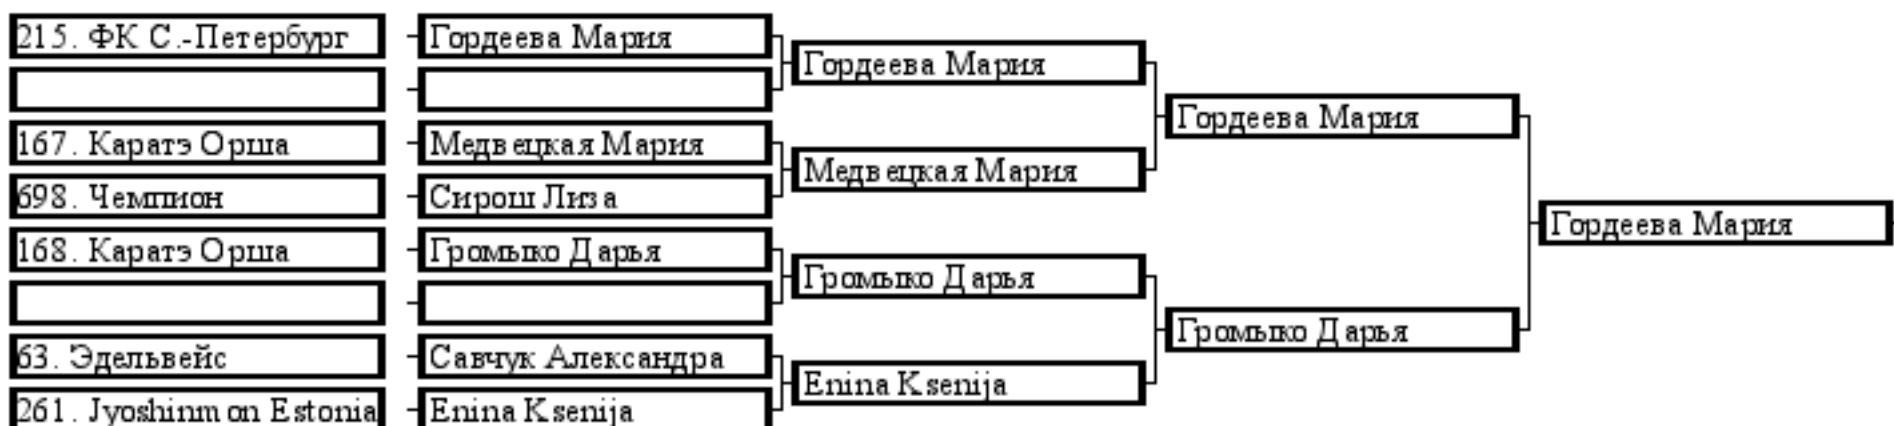 215. ФК С.-Петербург
Гордеева Мария
Гордеева Мария
167. Каратэ Орша
Медвецкая Мария
Гордеева Мария
698. Чемпион
Сирош Лиза
Медвецкая Мария
168. Каратэ Орша
Громыко Дарья
Гордеева Мария
Громыко Дарья
63. Эдельвейс
Савчук Александра
Громыко Дарья
261. Jyoshinmon Estonia
Enina Ksenija
Enina Ksenija